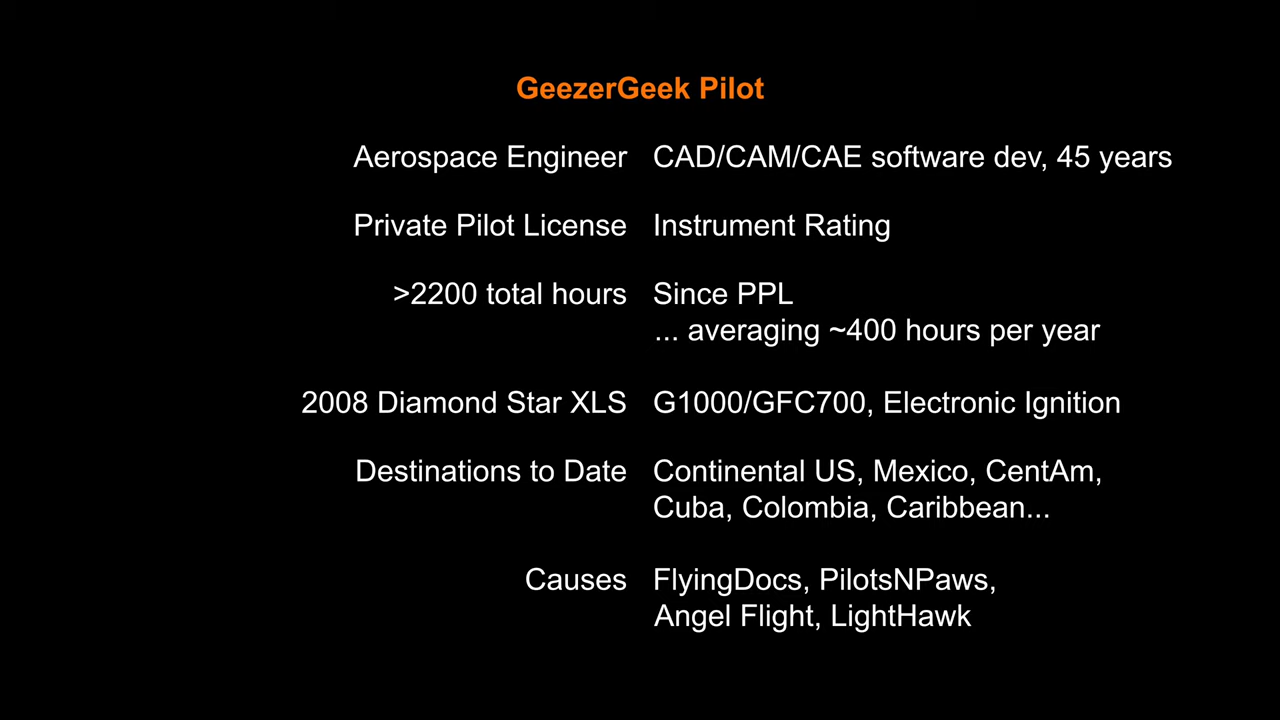 GeezerGeek Pilot
Aerospace Engineer CAD/CAM/CAE software dev, 45 years
Private Pilot License Instrument Rating
>2200 total hours Since PPL
... averaging ~400 hours per year
2008 Diamond Star XLS G1000/GFC700, Electronic Ignition
Destinations to Date Continental US, Mexico, CentAm,
Cuba, Colombia, Caribbean...
Causes FlyingDocs, PilotsNPaws,
Angel Flight, LightHawk